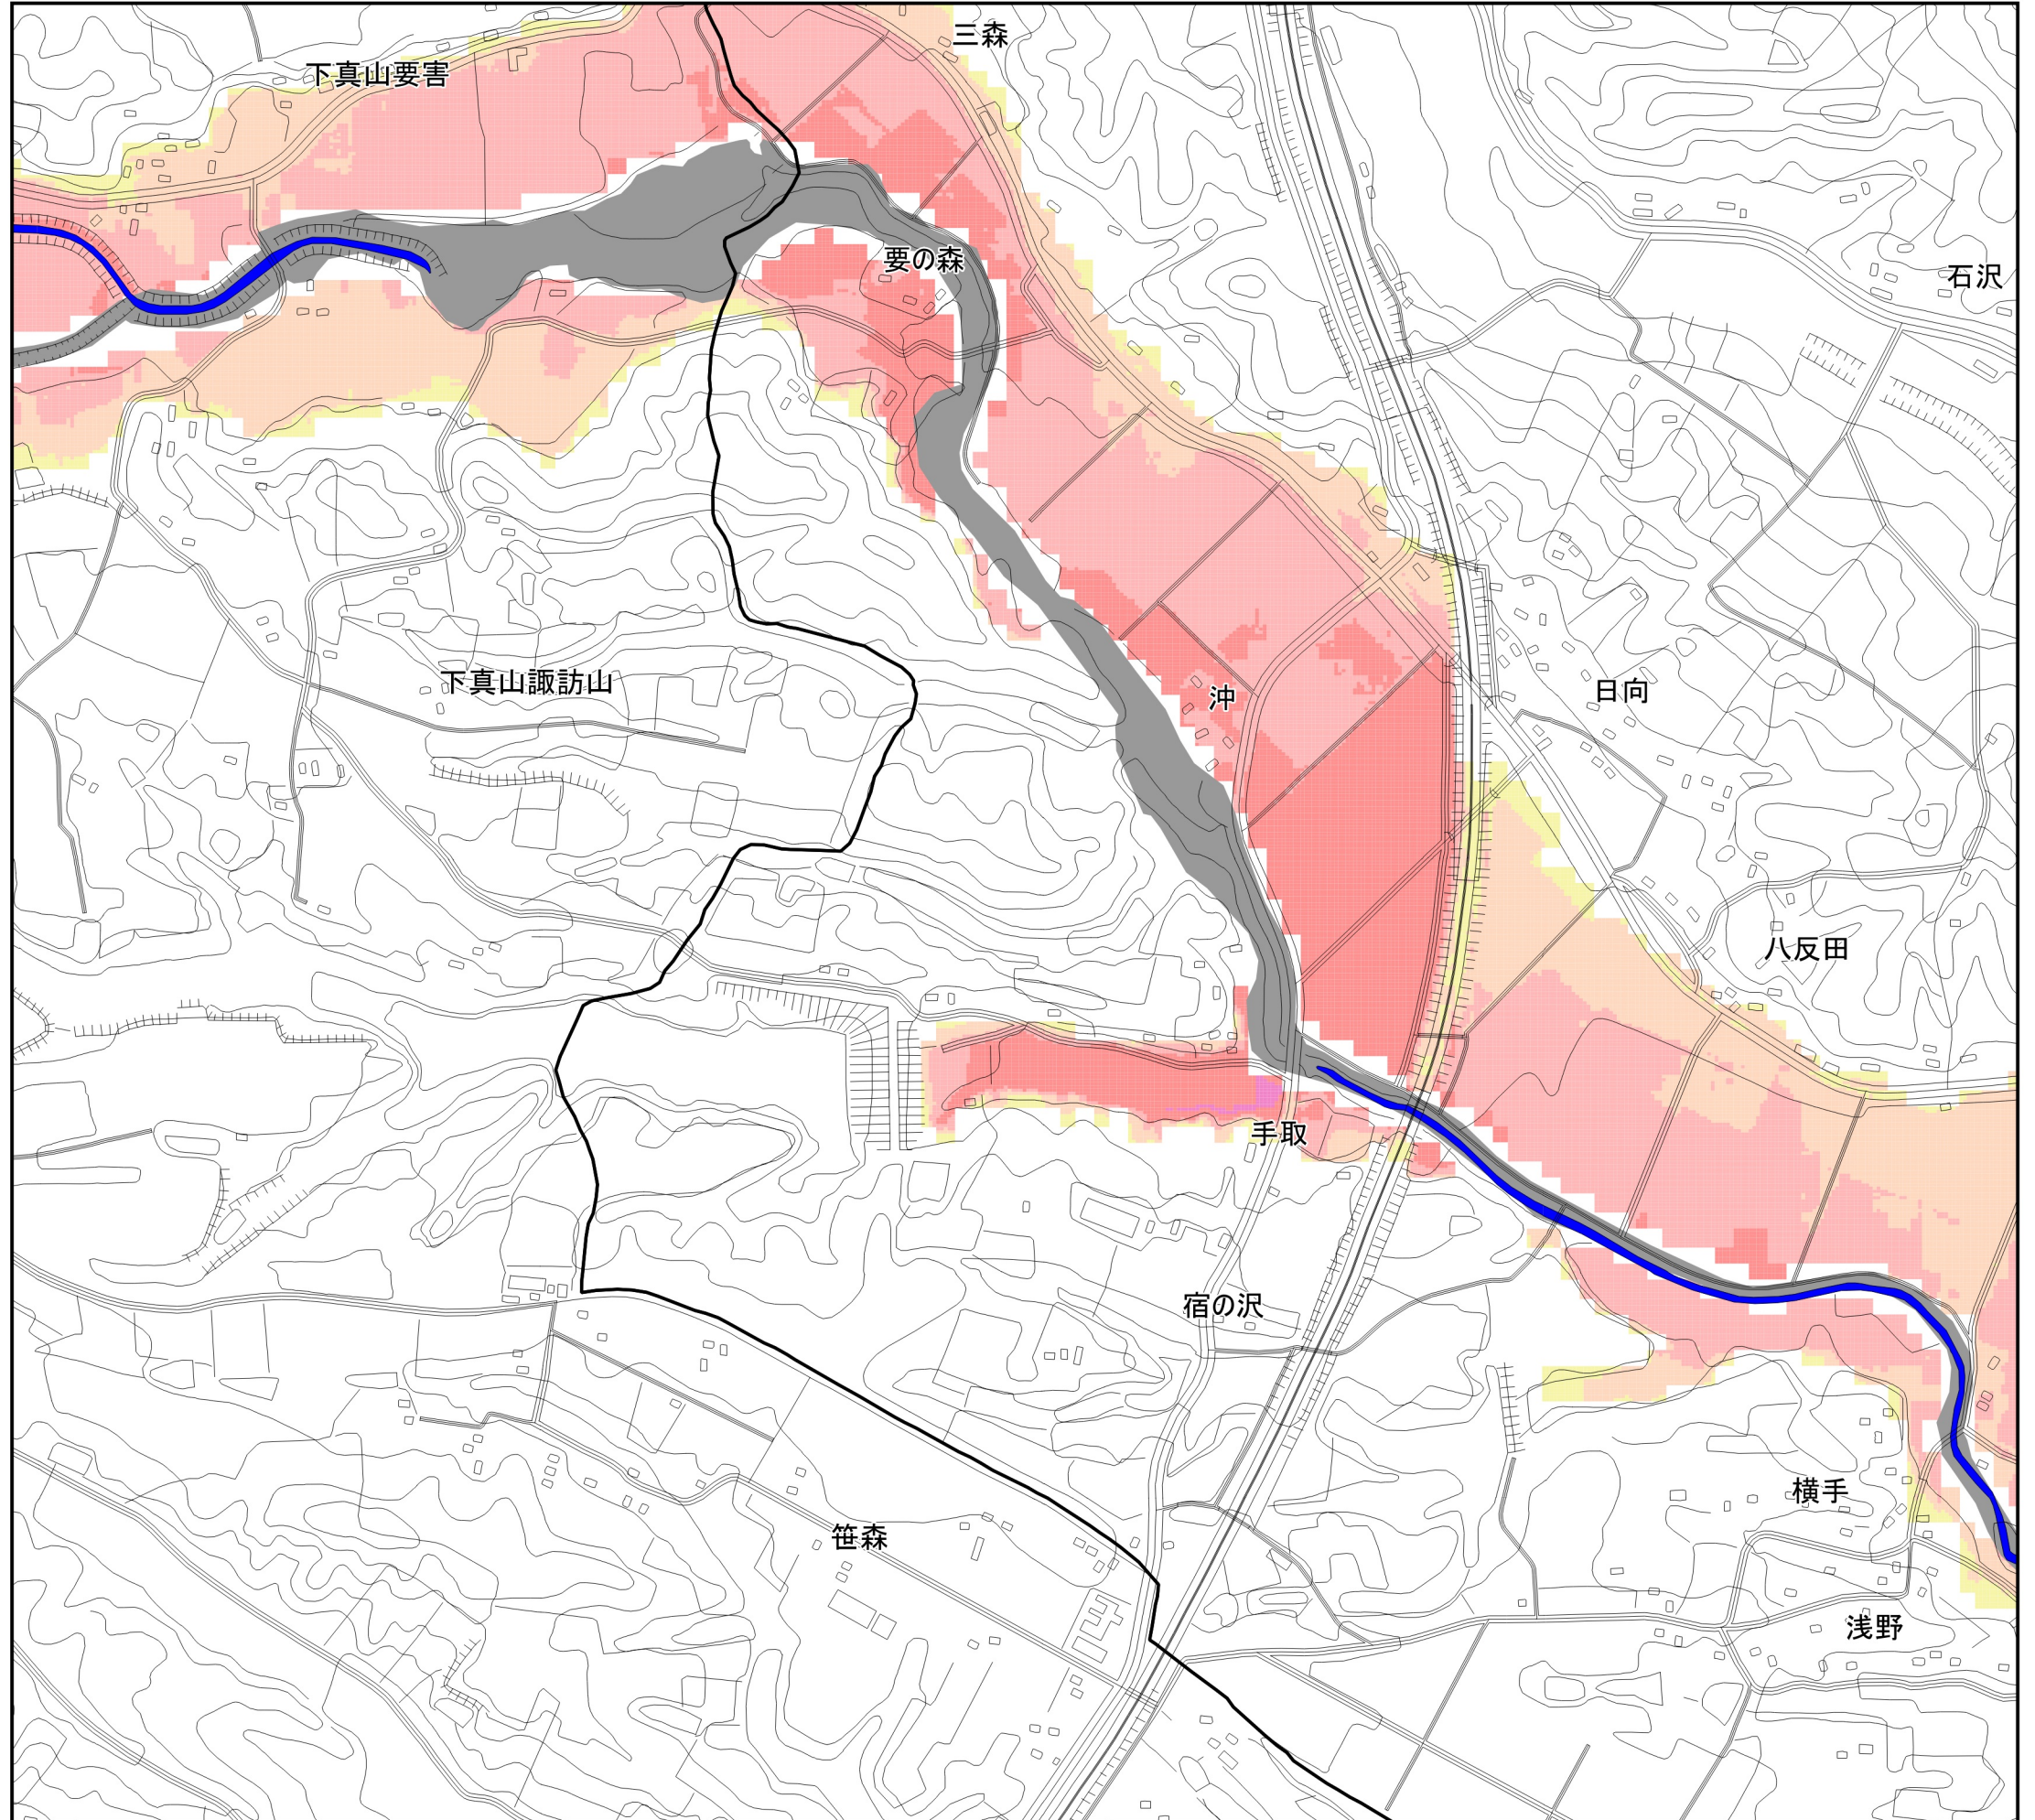 三森
下真山要害
要の森
石沢
下真山諏訪山
日向
沖
八反田
手取
宿の沢
横手
笹森
浅野